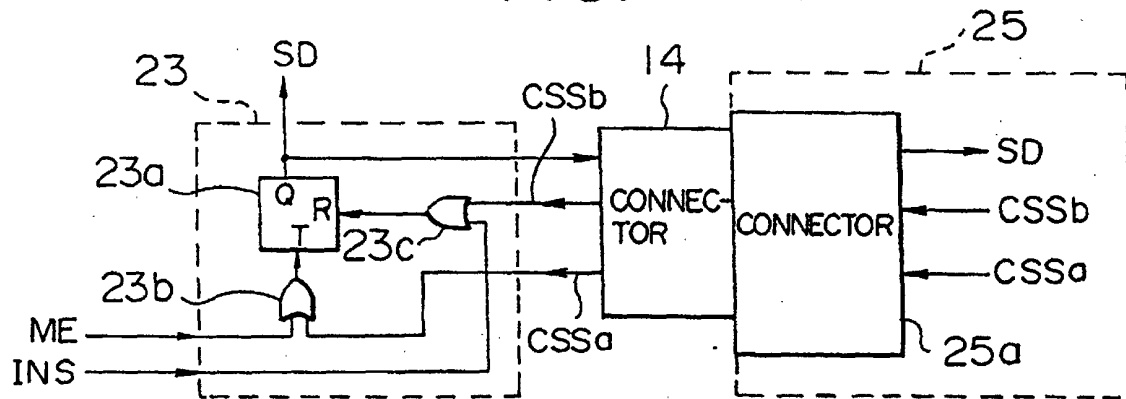 25
SD
14
23
CSSb
SD
23a
Q
R
CONNEC-
TOR
CONNECTOR
CSSb
T
23c
CSSa
23b
ME
CSSa
25a
INS